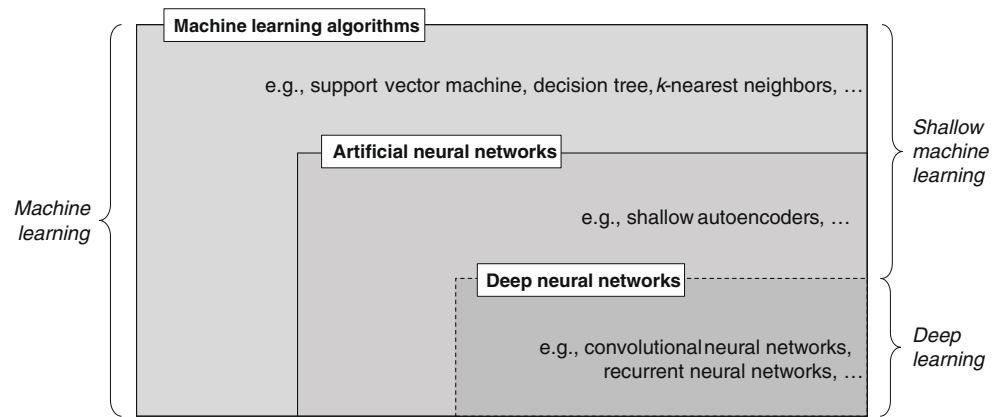 Machine learning algorithms
e.g., support vector machine, decision tree, k-nearest neighbors, …
Artificial neural networks
Shallow
machine
learning
Machine
learning
e.g., shallow autoencoders, …
Deep neural networks
e.g., convolutional neural networks,
recurrent neural networks, …
Deep
learning